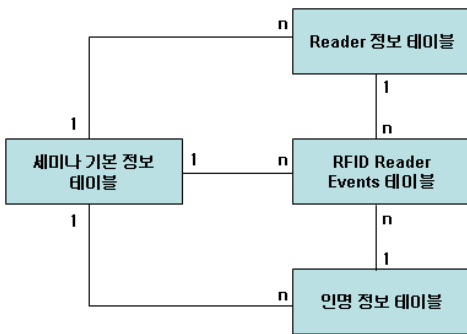 n
Reader 정보 테이블
1
1
n
세미나 기본 정보
테이블
1
n
RFID Reader
Events 테이블
1
n
1
n
인명 정보 테이블